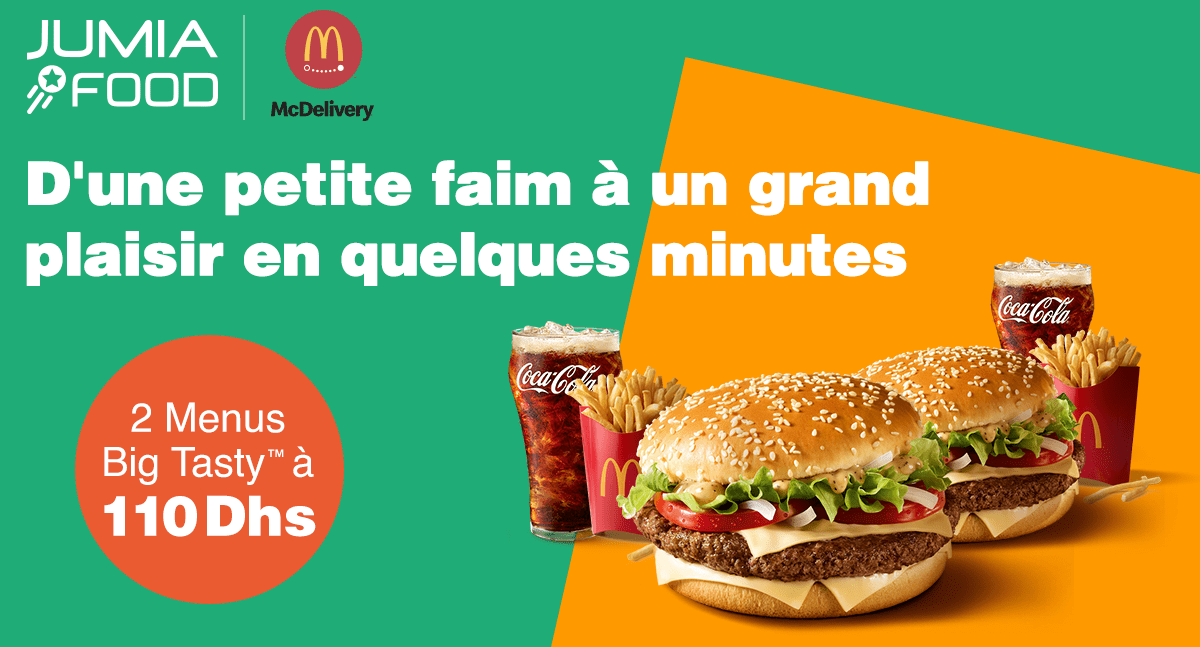 JUMIA
FOOD
McDelivery
D'une petite faim à un grand
plaisir en quelques minutes
2 Menus
Big Tasty™ à
110 Dhs
Coca-Cola
Coca-Cola